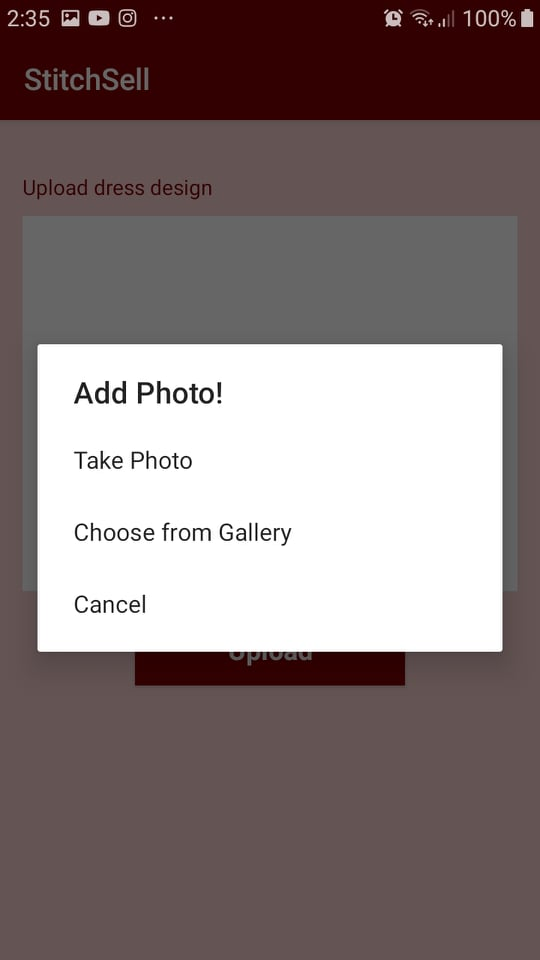 2:35 100%
StitchSell
Upload dress design
Add Photo!
Take Photo
Choose from Gallery
Cancel
Upload